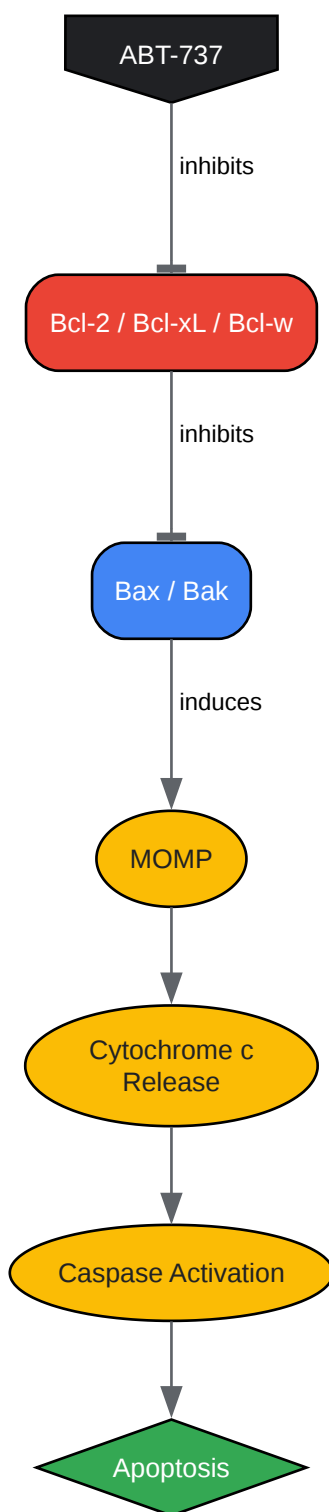 ABT-737
inhibits
Bcl-2 / Bcl-xL / Bcl-w
inhibits
Bax / Bak
induces
MOMP
Cytochrome c
Release
Caspase Activation
Apoptosis